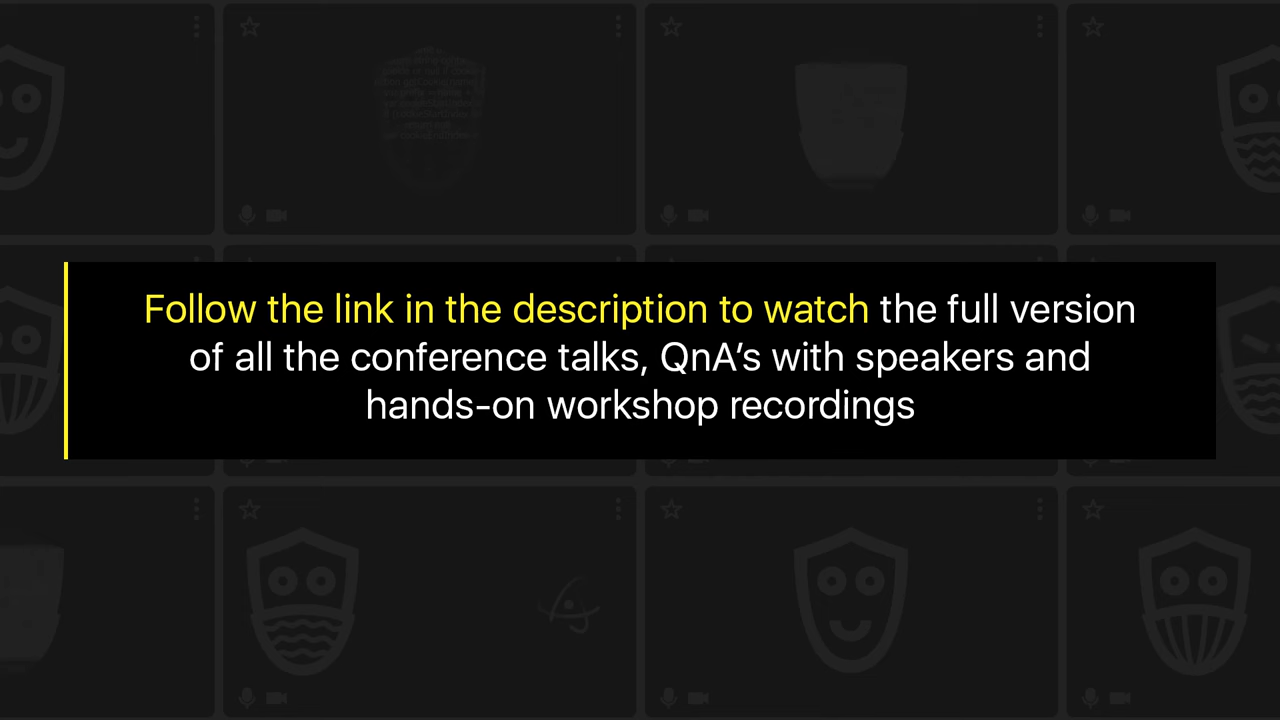 Follow the link in the description to watch the full version
of all the conference talks, QnA’s with speakers and
hands-on workshop recordings